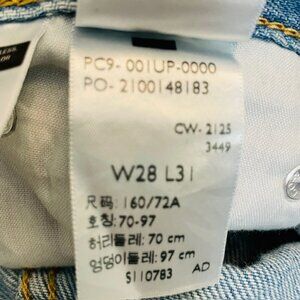 PC9- 001UP-0000
PO- 2100148183
CW- 2125
3449
W28 L31
尺码: 160/72A
호칭: 70-97
허리둘레: 70 cm
엉덩이둘레: 97 cm
S110783 AD